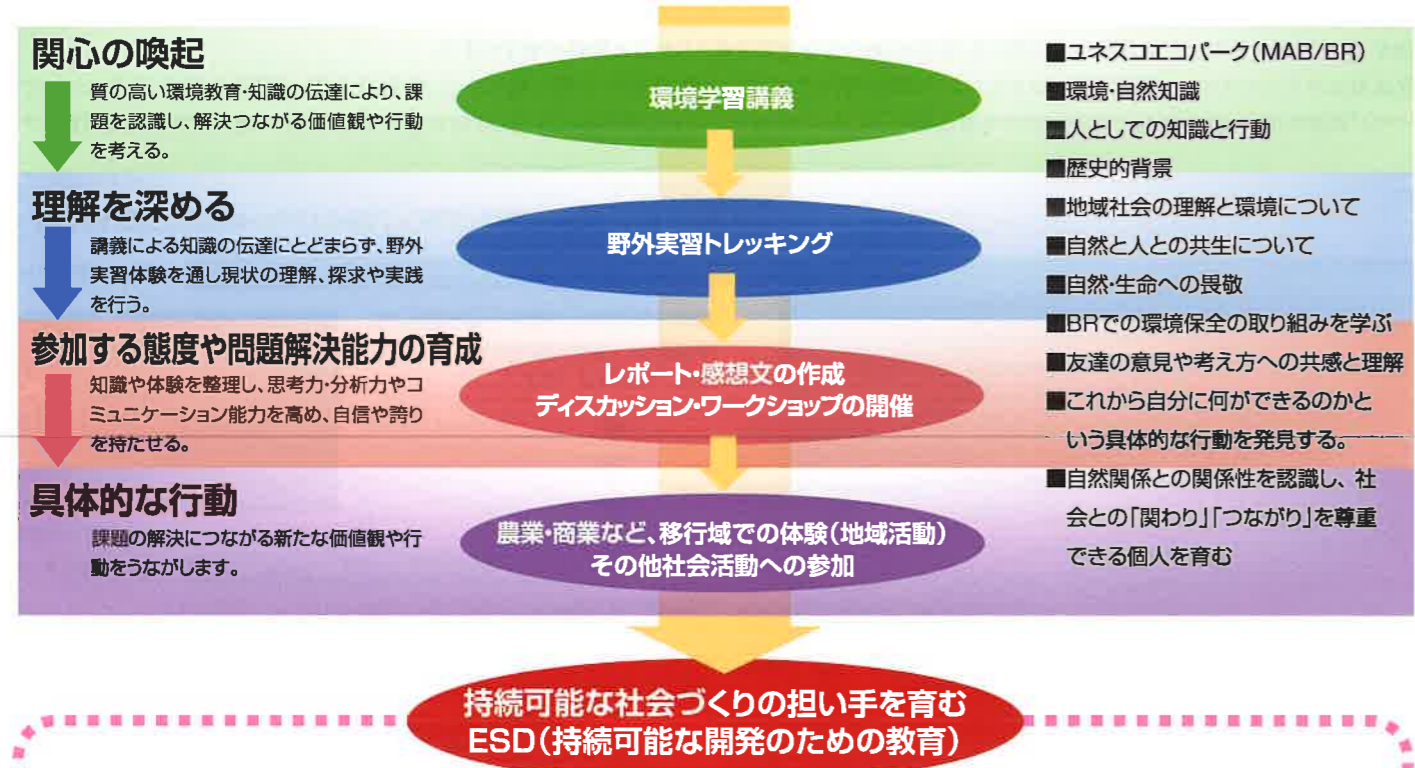 関心の喚起
質の高い環境教育・知識の伝達により、課
題を認識し、解決つながる価値観や行動
を考える。
環境学習講義
理解を深める
講義による知識の伝達にとどまらず、野外
実習体験を通し現状の理解、探求や実践
を行う。
野外実習トレッキング
参加する態度や問題解決能力の育成
知識や体験を整理し、思考力・分析力やコ
ミュニケーション能力を高め、自信や誇り
を持たせる。
レポート・感想文の作成
ディスカッション・ワークショップの開催
具体的な行動
課題の解決につながる新たな価値観や行
動をうながします。
農業・商業など、移行域での体験(地域活動)
その他社会活動への参加
■ユネスコエコパーク(MAB/BR)
■環境・自然知識
■人としての知識と行動
■歴史的背景
■地域社会の理解と環境について
■自然と人との共生について
■自然・生命への畏敬
■BRでの環境保全の取り組みを学ぶ
■友達の意見や考え方への共感と理解
■これから自分に何ができるのかと
いう具体的な行動を発見する。
■自然関係との関係性を認識し、社
会との「関わり」「つながり」を尊重
できる個人を育む
持続可能な社会づくりの担い手を育む
ESD(持続可能な開発のための教育)